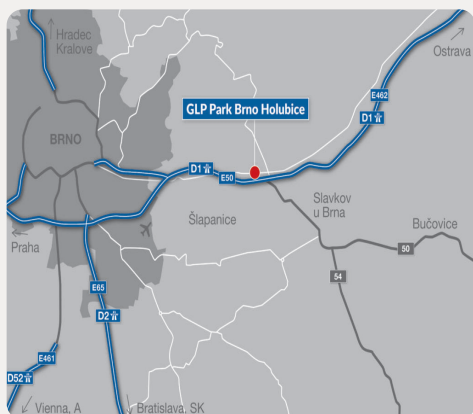 Hradec
Kralove
Ostrava
E462
D1
GLP Park Brno Holubice
BRNO
D1
E50
Slavkov
u Brna
Šlapanice
Bučovice
Praha
50
54
E65
D2
E461
D52
Vienna, A
Bratislava, SK